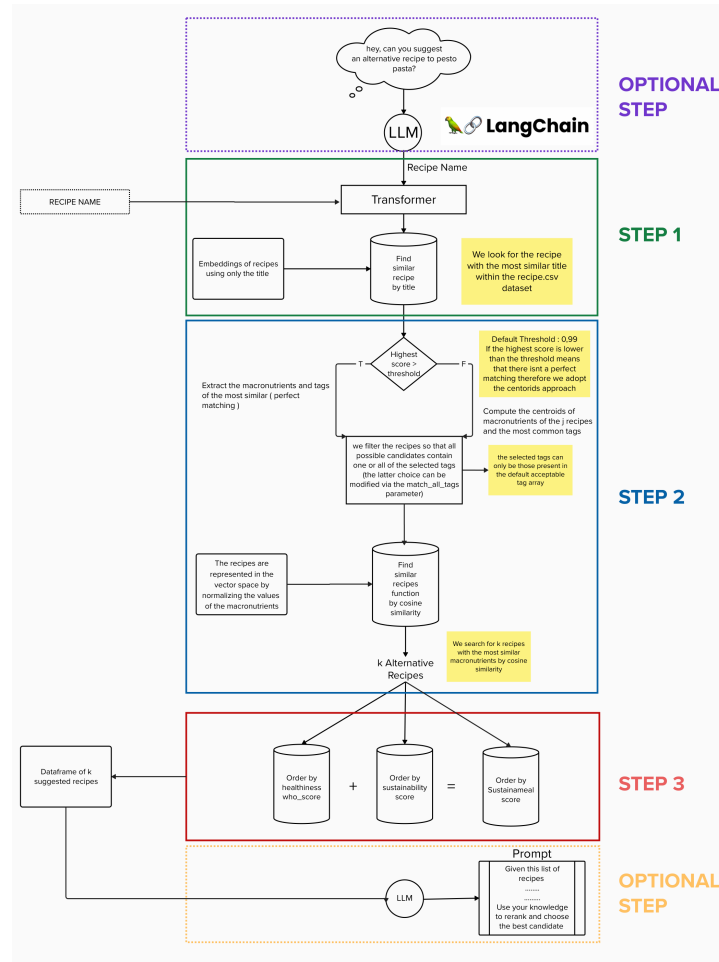 hey, can you suggest
an alternative recipe to pesto
pasta?
OPTIONAL
STEP
LLM
LangChain
Recipe Name
RECIPE NAME
Transformer
STEP 1
Embeddings of recipes
using only the title
Find
similar
recipe
by title
We look for the recipe
with the most similar title
within the recipe.csv
dataset
Highest
score >
threshold
T
F
Default Threshold : 0,99
If the highest score is lower
than the threshold means
that there isnt a perfect
matching therefore we adopt
the centorids approach
Extract the macronutrients and tags
of the most similar ( perfect
matching )
Compute the centroids of
macronutrients of the j recipes
and the most common tags
we filter the recipes so that all
possible candidates contain
one or all of the selected tags
(the latter choice can be
modified via the match_all_tags
parameter)
the selected tags can
only be those present in
the default acceptable
tag array
STEP 2
The recipes are
represented in the
vector space by
normalizing the values
of the macronutrients
Find
similar
recipes
function
by cosine
similarity
We search for k recipes
with the most similar
macronutrients by cosine
similarity
k Alternative
Recipes
Dataframe of k
suggested recipes
Order by
healthiness
who_score
+
Order by
sustainability
score
=
Order by
Sustainameal
score
STEP 3
Prompt
LLM
Given this list of
recipes
........
.........
Use your knowledge
to rerank and choose
the best candidate
OPTIONAL
STEP